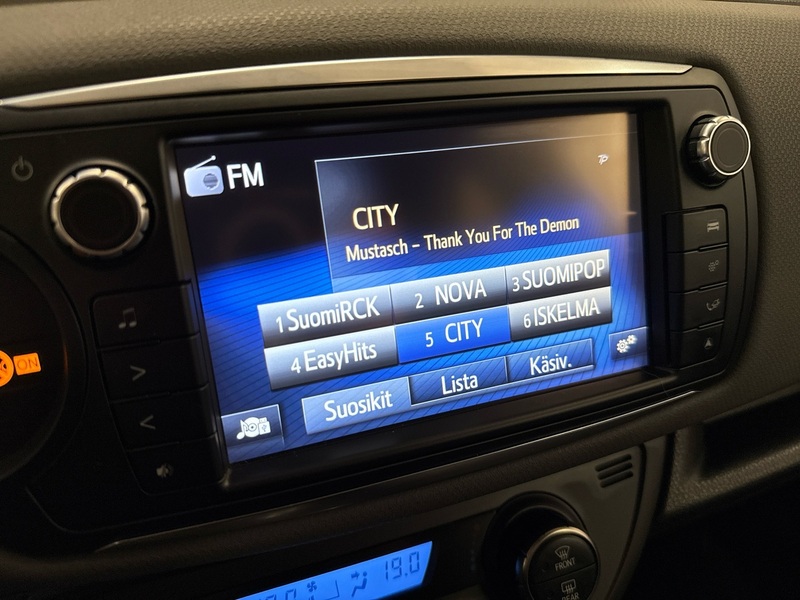 FM
TP
CITY
Mustasch – Thank You For The Demon
1 SuomiRCK
2 NOVA
3 SUOMIPOP
4 EasyHits
5 CITY
6 ISKELMA
Suosikit
Lista
Käsiv.
ON
19.0
FRONT
REAR